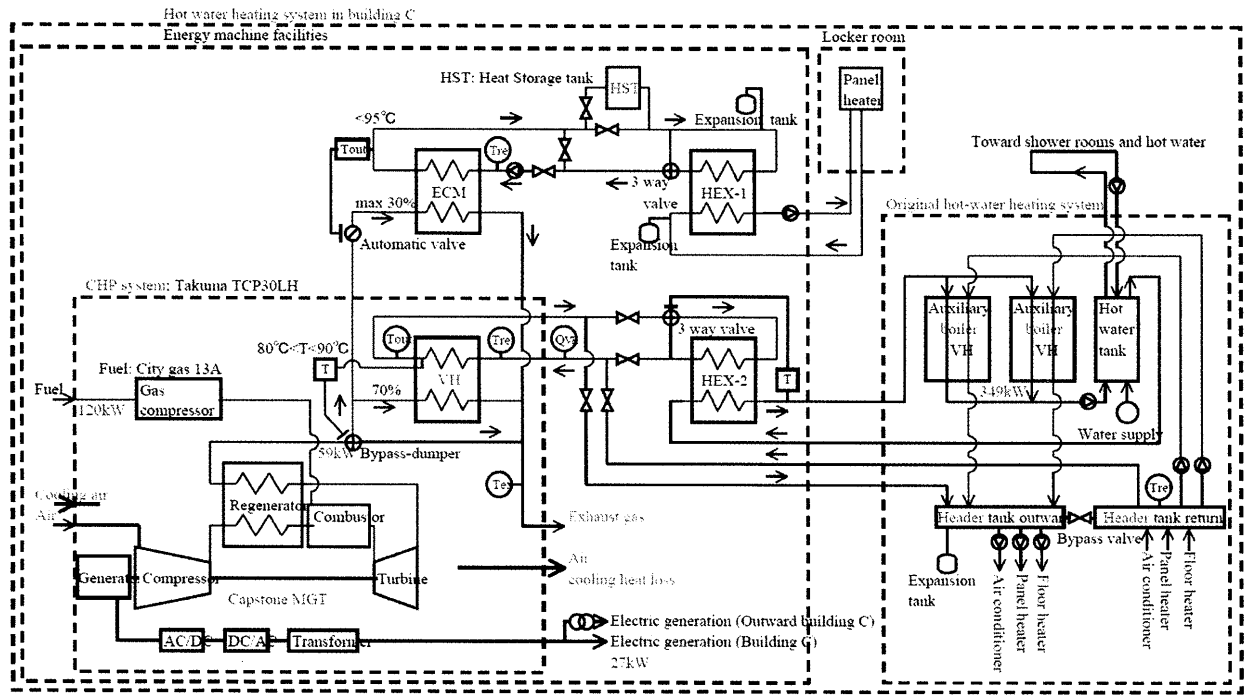 Hot water heating system in building C
Energy machine facilities
Locker room
HST: Heat Storage tank
HST
Panel
heater
Expansion tank
<95℃
Tout
Tre
ECM
3 way
valve
HEX-1
Toward shower rooms and hot water
max 30%
Automatic valve
Expansion
tank
Original hot-water heating system
CHP system: Takuna TCP30LH
3 way valve
Auxiliary
boiler
VH
Auxiliary
boiler
VH
Hot
water
tank
80℃<T<90℃
Tout
Tre
T
VH
HEX-2
T
Fuel: City gas 13A
Fuel
120kW
Gas
compressor
70%
349kW
Water supply
59kW
Bypass-dumper
Tex
Tre
Regenerator
Combustor
Cooling air
Air
Exhaust gas
Header tank outward
Header tank return
Bypass valve
Generator
Compressor
Turbine
Air
cooling heat loss
Capstone MGT
Expansion
tank
Air conditioner
Panel heater
Floor heater
Air conditioner
Panel heater
Floor heater
AC/DC
DC/AC
Transformer
Electric generation (Outward building C)
Electric generation (Building C)
27kW